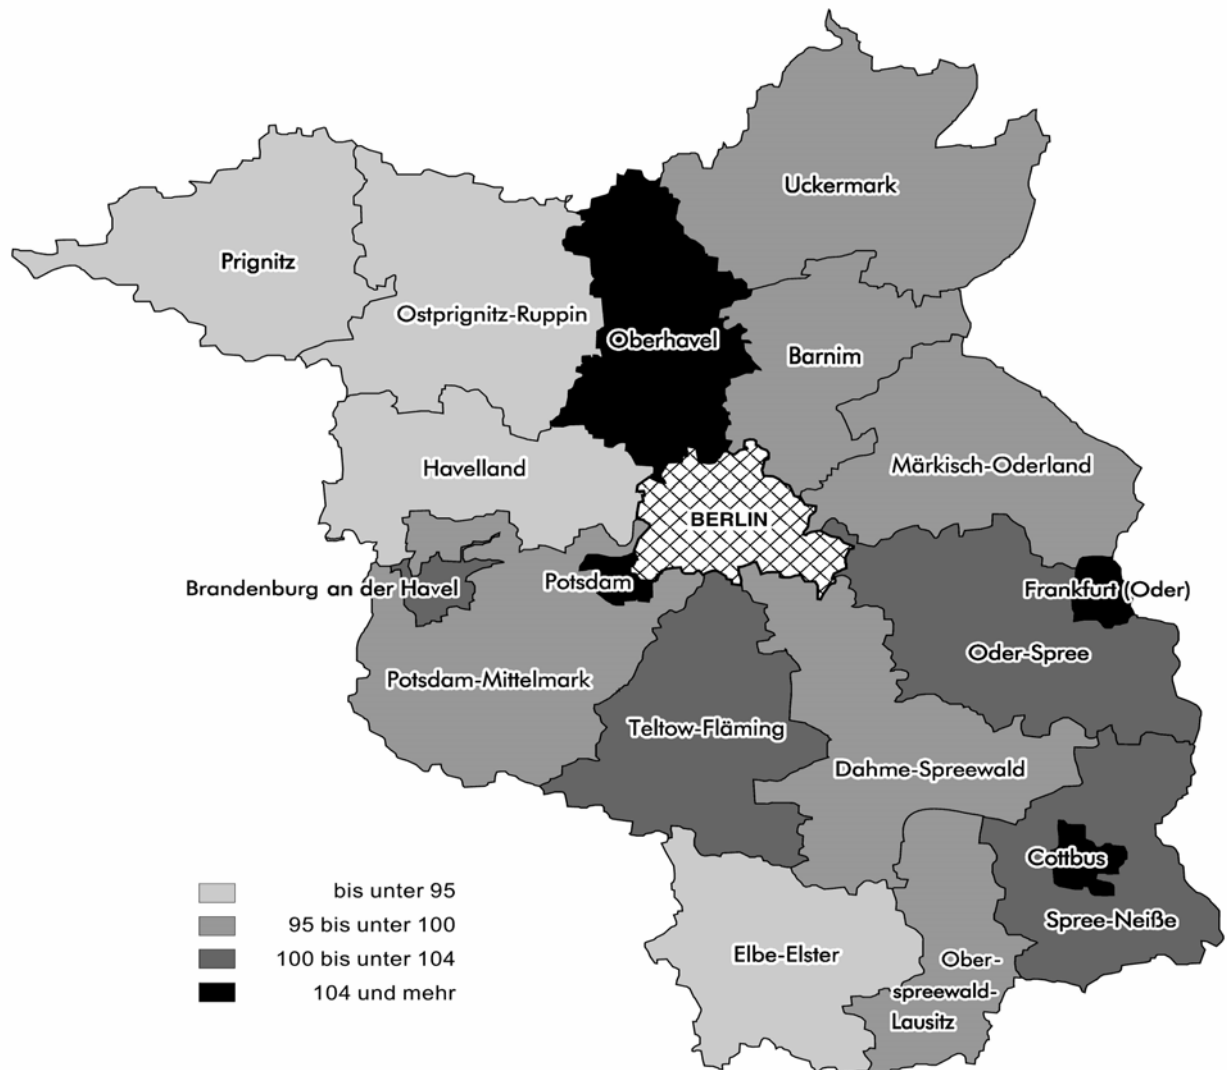 Uckermark
Prignitz
Ostprignitz-Ruppin
Oberhavel
Barnim
Havelland
Märkisch-Oderland
BERLIN
Brandenburg an der Havel
Potsdam
Frankfurt (Oder)
Oder-Spree
Potsdam-Mittelmark
Teltow-Fläming
Dahme-Spreewald
Cottbus
Spree-Neiße
Elbe-Elster
Ober-
spreewald-
Lausitz
bis unter 95
95 bis unter 100
100 bis unter 104
104 und mehr